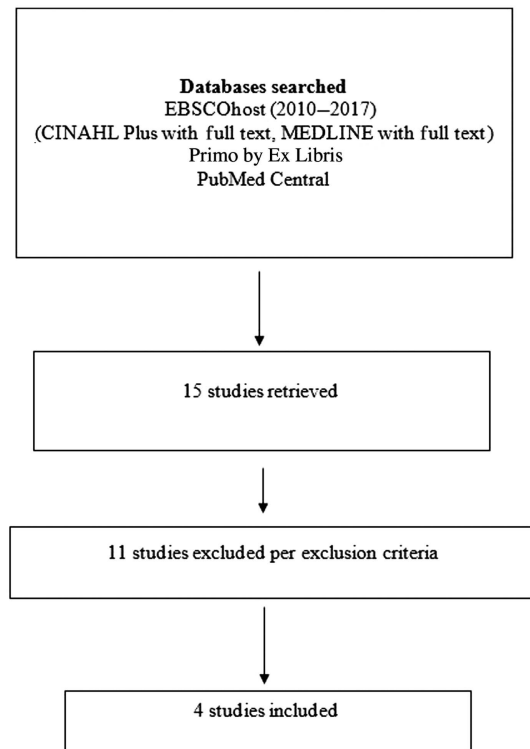 Databases searched
EBSCOhost (2010–2017)
(CINAHL Plus with full text, MEDLINE with full text)
Primo by Ex Libris
PubMed Central
15 studies retrieved
11 studies excluded per exclusion criteria
4 studies included